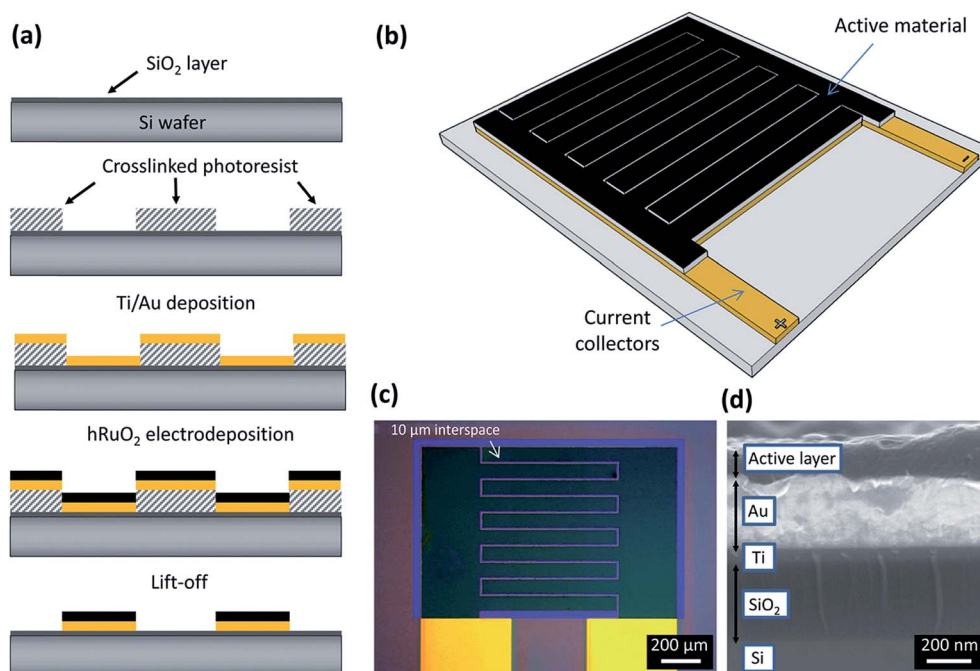 (a)
SiO₂ layer
Si wafer
Crosslinked photoresist
Ti/Au deposition
hRuO₂ electrodeposition
Lift-off
(b)
Active material
-
+
Current
collectors
(c)
10 μm interspace
200 μm
(d)
Active layer
Au
Ti
SiO₂
Si
200 nm